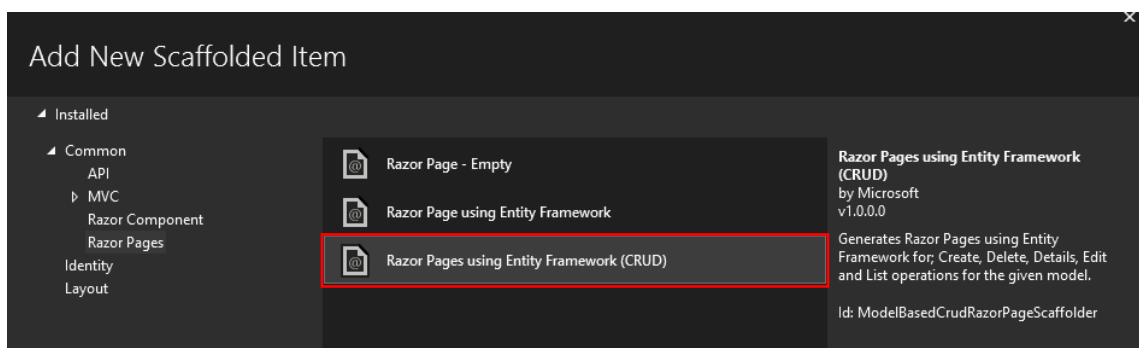 Add New Scaffolded Item
Installed
Common
API
MVC
Razor Component
Razor Pages
Identity
Layout
Razor Page - Empty
Razor Page using Entity Framework
Razor Pages using Entity Framework (CRUD)
Razor Pages using Entity Framework
(CRUD)
by Microsoft
v1.0.0.0
Generates Razor Pages using Entity
Framework for; Create, Delete, Details, Edit
and List operations for the given model.
Id: ModelBasedCrudRazorPageScaffolder